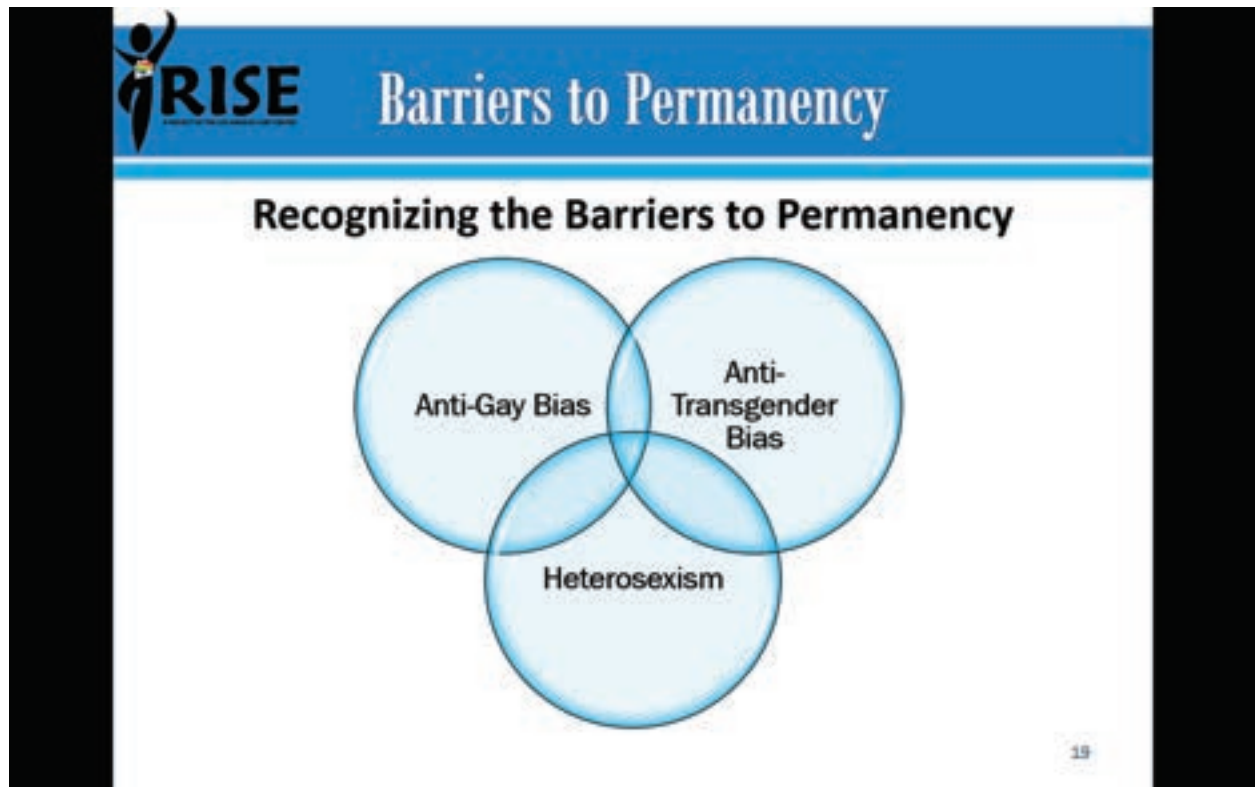 RISE
Barriers to Permanency
Recognizing the Barriers to Permanency
Anti-Gay Bias
Anti-
Transgender
Bias
Heterosexism
19